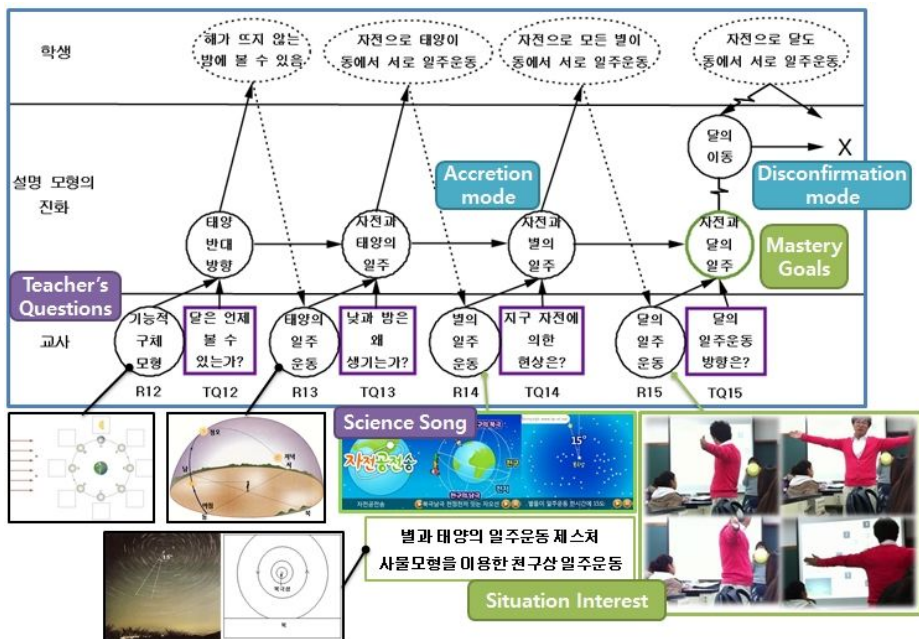 학생
해가 뜨지 않는
밤에 볼 수 있음
자전으로 태양이
동에서 서로 일주운동
자전으로 모든 별이
동에서 서로 일주운동
자전으로 달도
동에서 서로 일주운동
설명 모형의
진화
태양
반대
방향
자전과
태양의
일주
Accretion
mode
자전과
별의
일주
달의
이동
X
Disconfirmation
mode
자전과
달의
일주
Mastery
Goals
Teacher's
Questions
교사
기능적
구체
모형
R12
달은 언제
볼 수
있는가?
TQ12
태양의
일주
운동
R13
낮과 밤은
왜
생기는가?
TQ13
별의
일주
운동
R14
지구 자전에
의한
현상은?
TQ14
달의
일주
운동
R15
달의
일주운동
방향은?
TQ15
Science Song
자전공전송
15°
별과 태양의 일주운동 제스처
사물모형을 이용한 천구상 일주운동
Situation Interest
15°
북극성
북